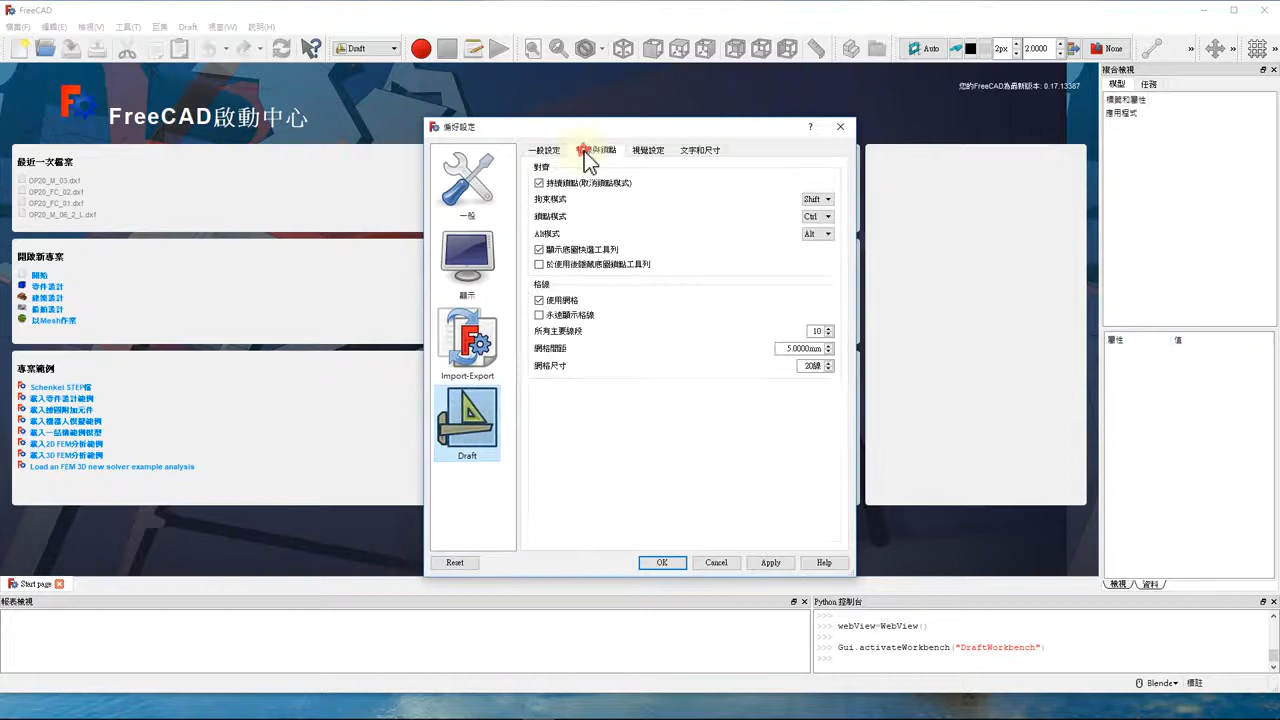 FreeCAD
檔案(F) 編輯(E) 檢視(V) 工具(T) 巨集 Draft 視窗(W) 說明(H)
Draft Auto 2px 2.0000 None
FreeCAD啟動中心
您的FreeCAD為最新版本: 0.17.13387
最近一次檔案
OP20_M_03.dxf
OP20_FC_02.dxf
OP20_FC_01.dxf
OP20_M_06_2_L.dxf
開啟新專案
開始
零件設計
建築設計
船舶設計
以Mesh作業
專案範例
Schenkel STEP檔
載入零件設計範例
載入繪圖附加元件
載入機器人模擬範例
載入一結構範例模型
載入2D FEM分析範例
載入3D FEM分析範例
Load an FEM 3D new solver example analysis
偏好設定
一般設定 與鎖點 視覺設定 文字和尺寸
一般
顯示
Import-Export
Draft
對齊
持續鎖點(取消鎖點模式)
拘束模式 Shift
鎖點模式 Ctrl
Alt模式 Alt
顯示底圖快選工具列
於使用後隱藏底圖鎖點工具列
格線
使用網格
永遠顯示格線
所有主要線段 10
網格間距 5.0000mm
網格尺寸 20線
Reset OK Cancel Apply Help
複合檢視
模型 任務
標籤和屬性
應用程式
屬性 值
檢視 資料
Start page
報表檢視
Python 控制台
>>>
>>> webView=WebView()
>>>
>>> Gui.activateWorkbench("DraftWorkbench")
>>>
Blende 標註